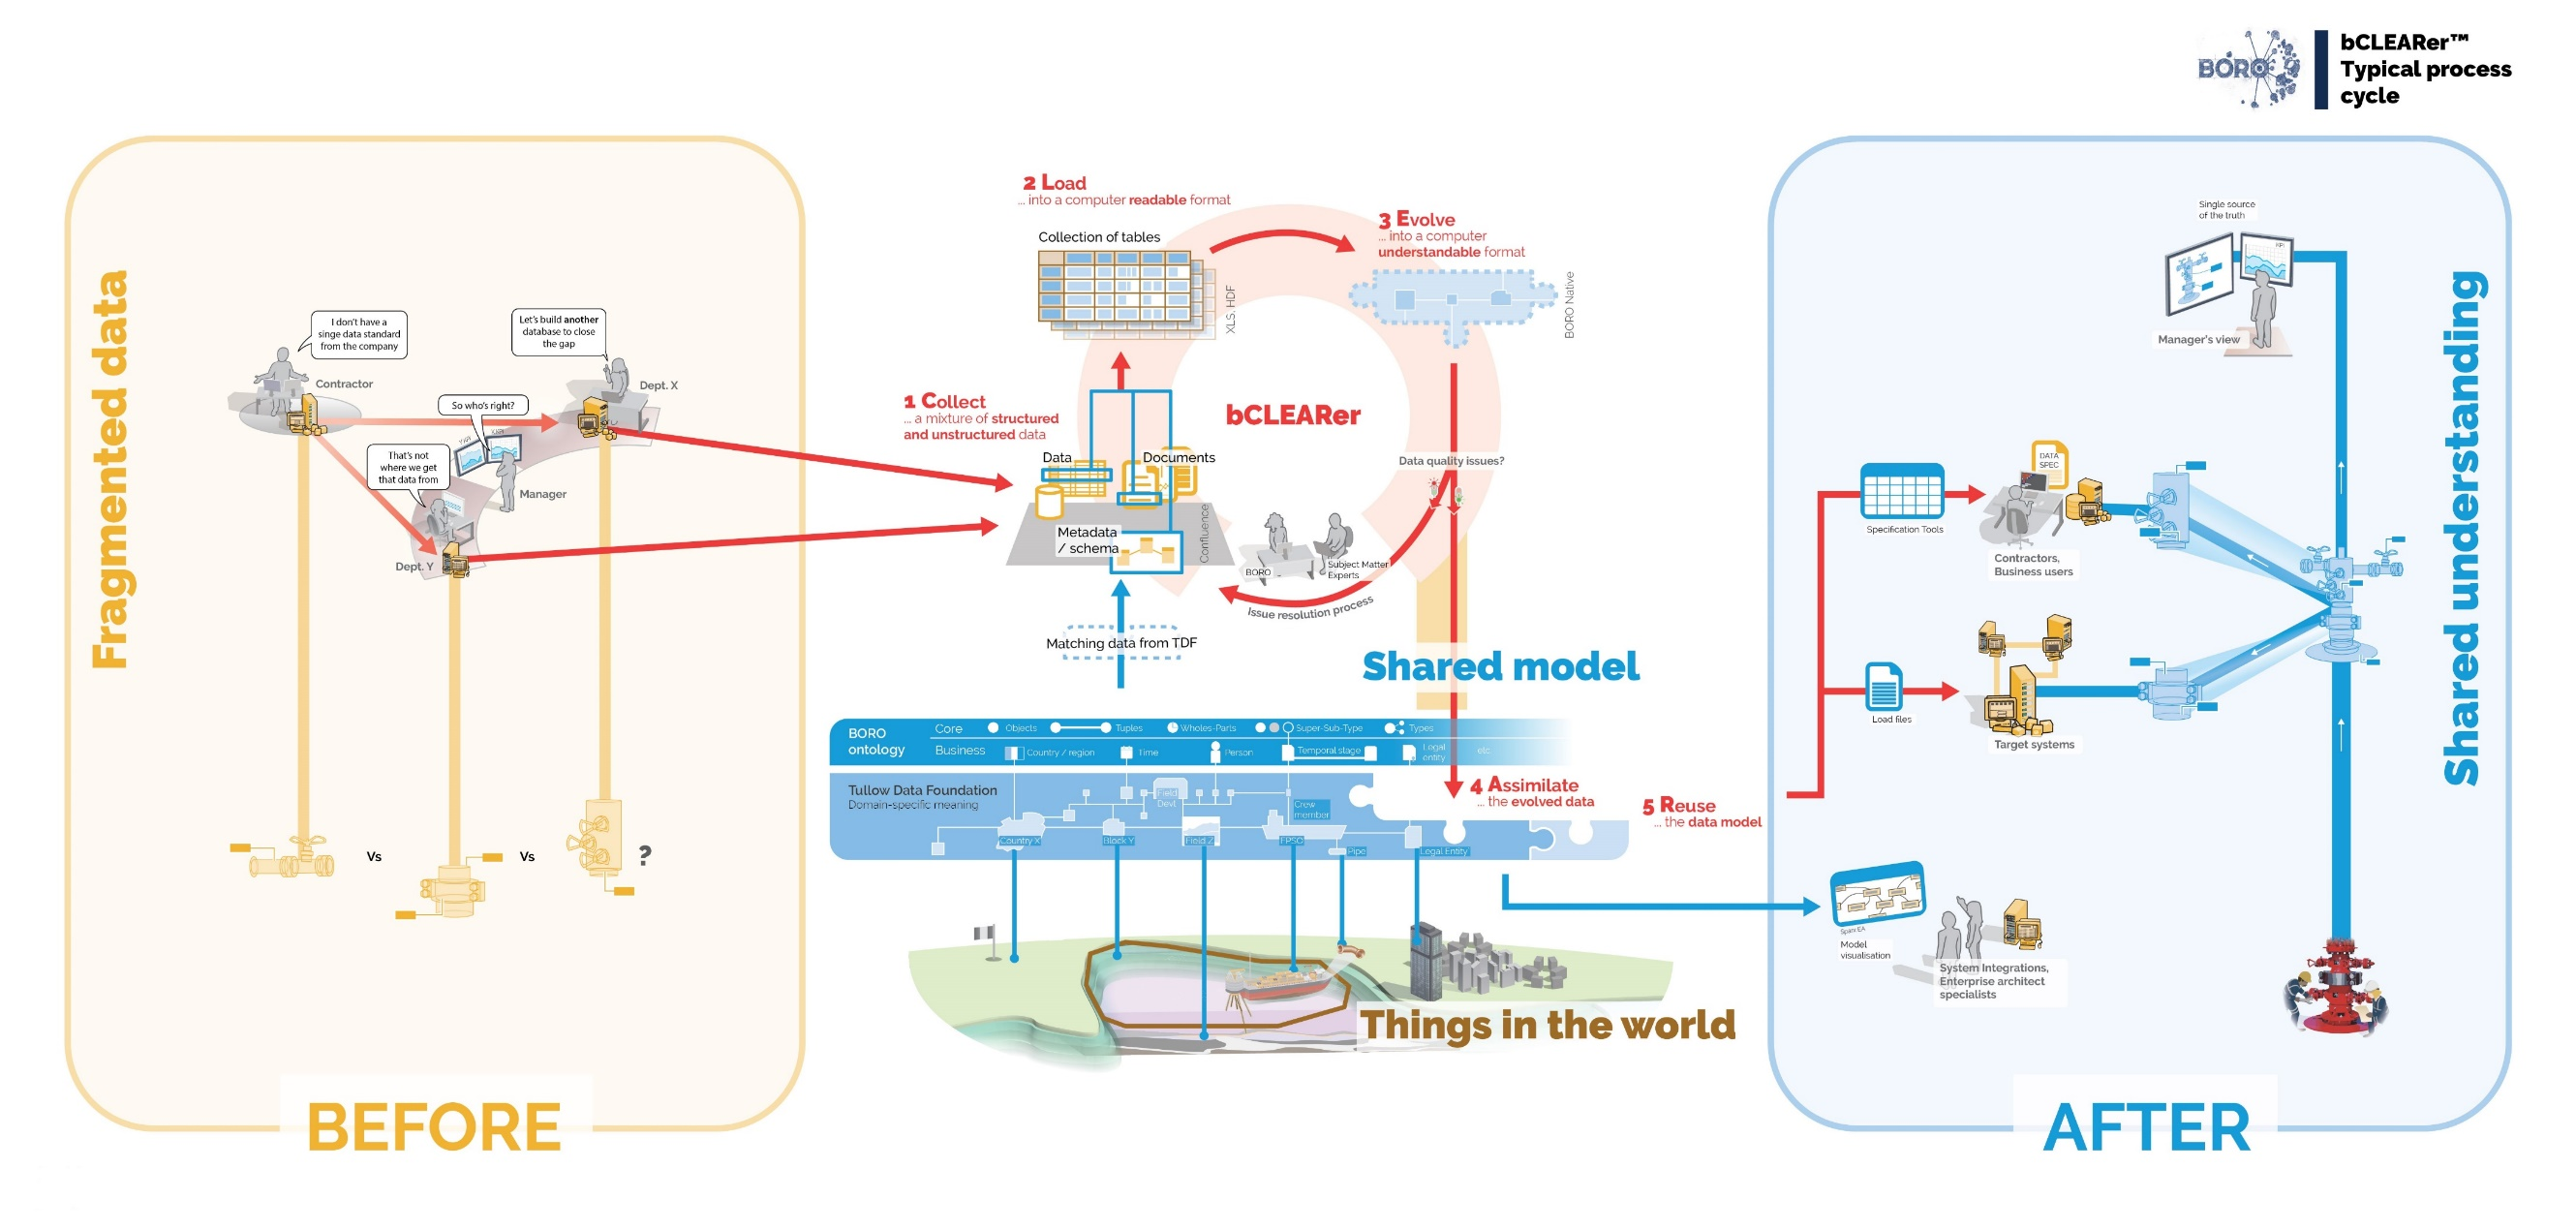 BORO
bCLEARer™
Typical process
cycle
Fragmented data
I don't have a
singe data standard
from the company
Contractor
Let's build another
database to close
the gap
Dept. X
So who's right?
That's not
where we get
that data from
Manager
Dept. Y
Vs
Vs
?
BEFORE
2 Load
... into a computer readable format
Collection of tables
XLS, HDF
3 Evolve
... into a computer
understandable format
BORO Native
1 Collect
... a mixture of structured
and unstructured data
bCLEARer
Data
Documents
Metadata
/ schema
Confluence
Data quality issues?
BORO
Subject Matter
Experts
Issue resolution process
Matching data from TDF
Shared model
BORO
ontology
Core
Objects
Tuples
Wholes-Parts
Super-Sub-Type
Types
Business
Country / region
Time
Person
Temporal stage
Legal
entity
etc
Tullow Data Foundation
Domain-specific meaning
Field
Devt
Crew
member
Country X
Block Y
Field Z
FPSO
Pipe
Legal Entity
4 Assimilate
... the evolved data
5 Reuse
... the data model
Things in the world
Single source
of the truth
KPI
Manager's view
Shared understanding
DATA
SPEC
Specification Tools
Contractors,
Business users
Load files
Target systems
Sparx EA
Model
visualisation
System Integrations,
Enterprise architect
specialists
AFTER